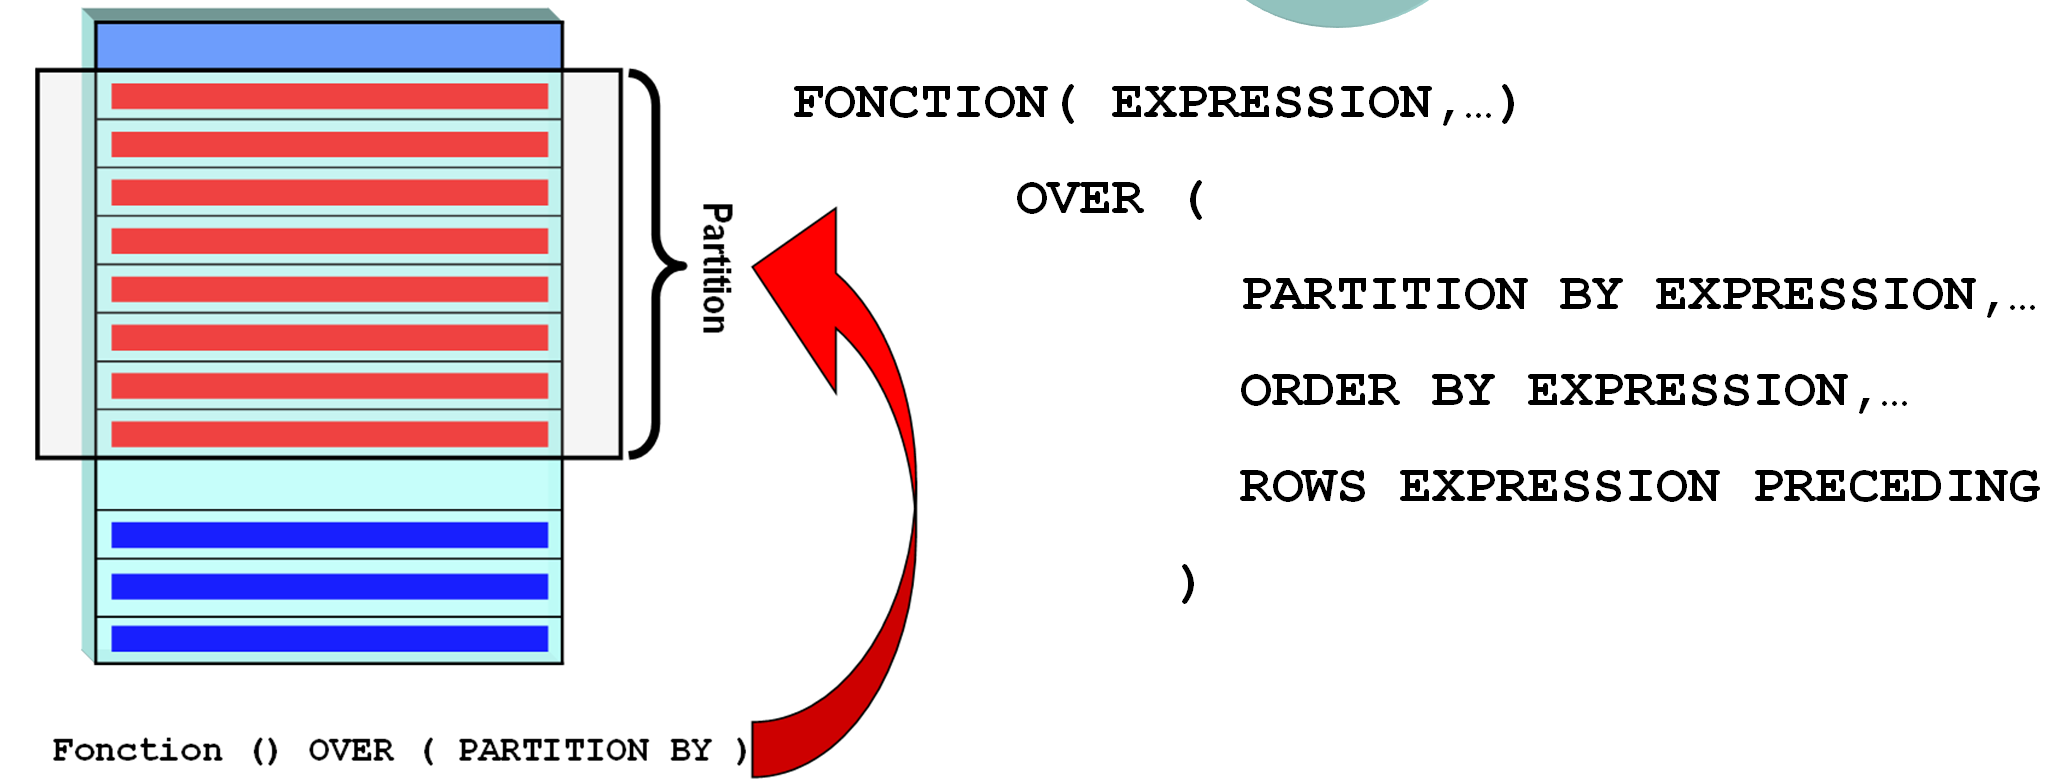 FONCTION( EXPRESSION,…)
OVER (
PARTITION BY EXPRESSION,…
ORDER BY EXPRESSION,…
ROWS EXPRESSION PRECEDING
)
Partition
Fonction () OVER ( PARTITION BY )